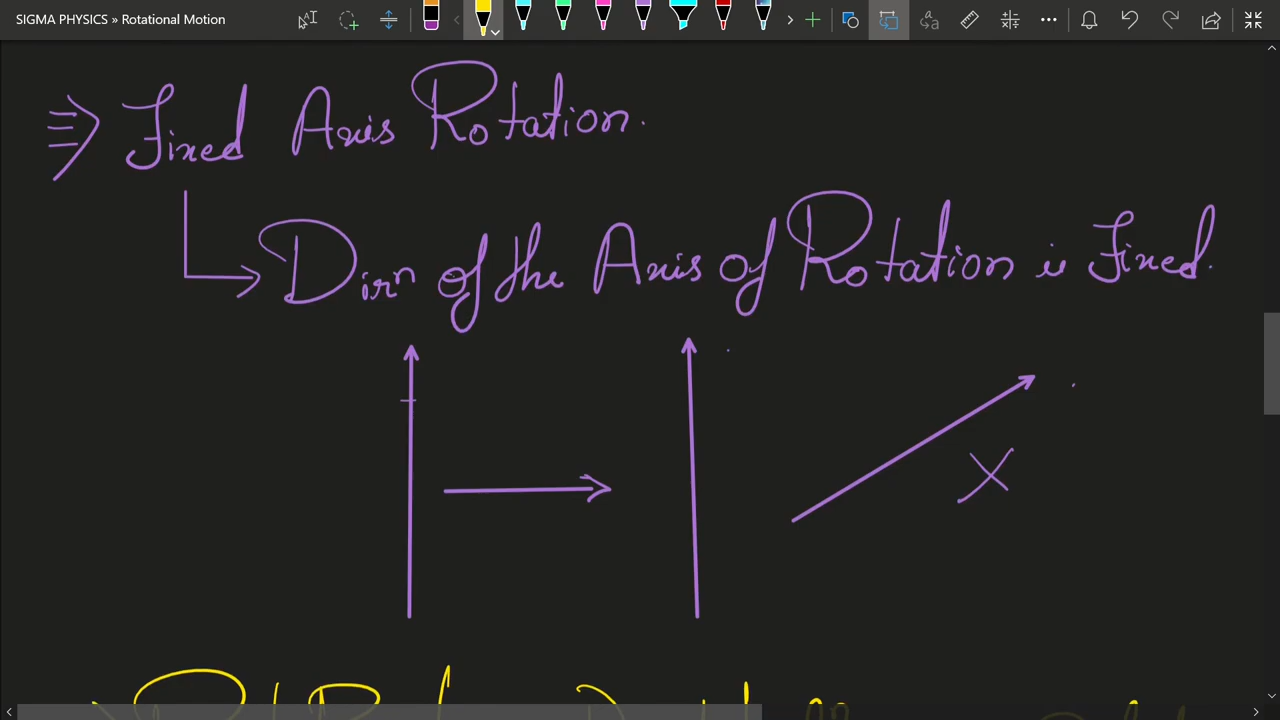 SIGMA PHYSICS » Rotational Motion
⇒ Fixed Axis Rotation.
Dirn of the Axis of Rotation is Fixed.